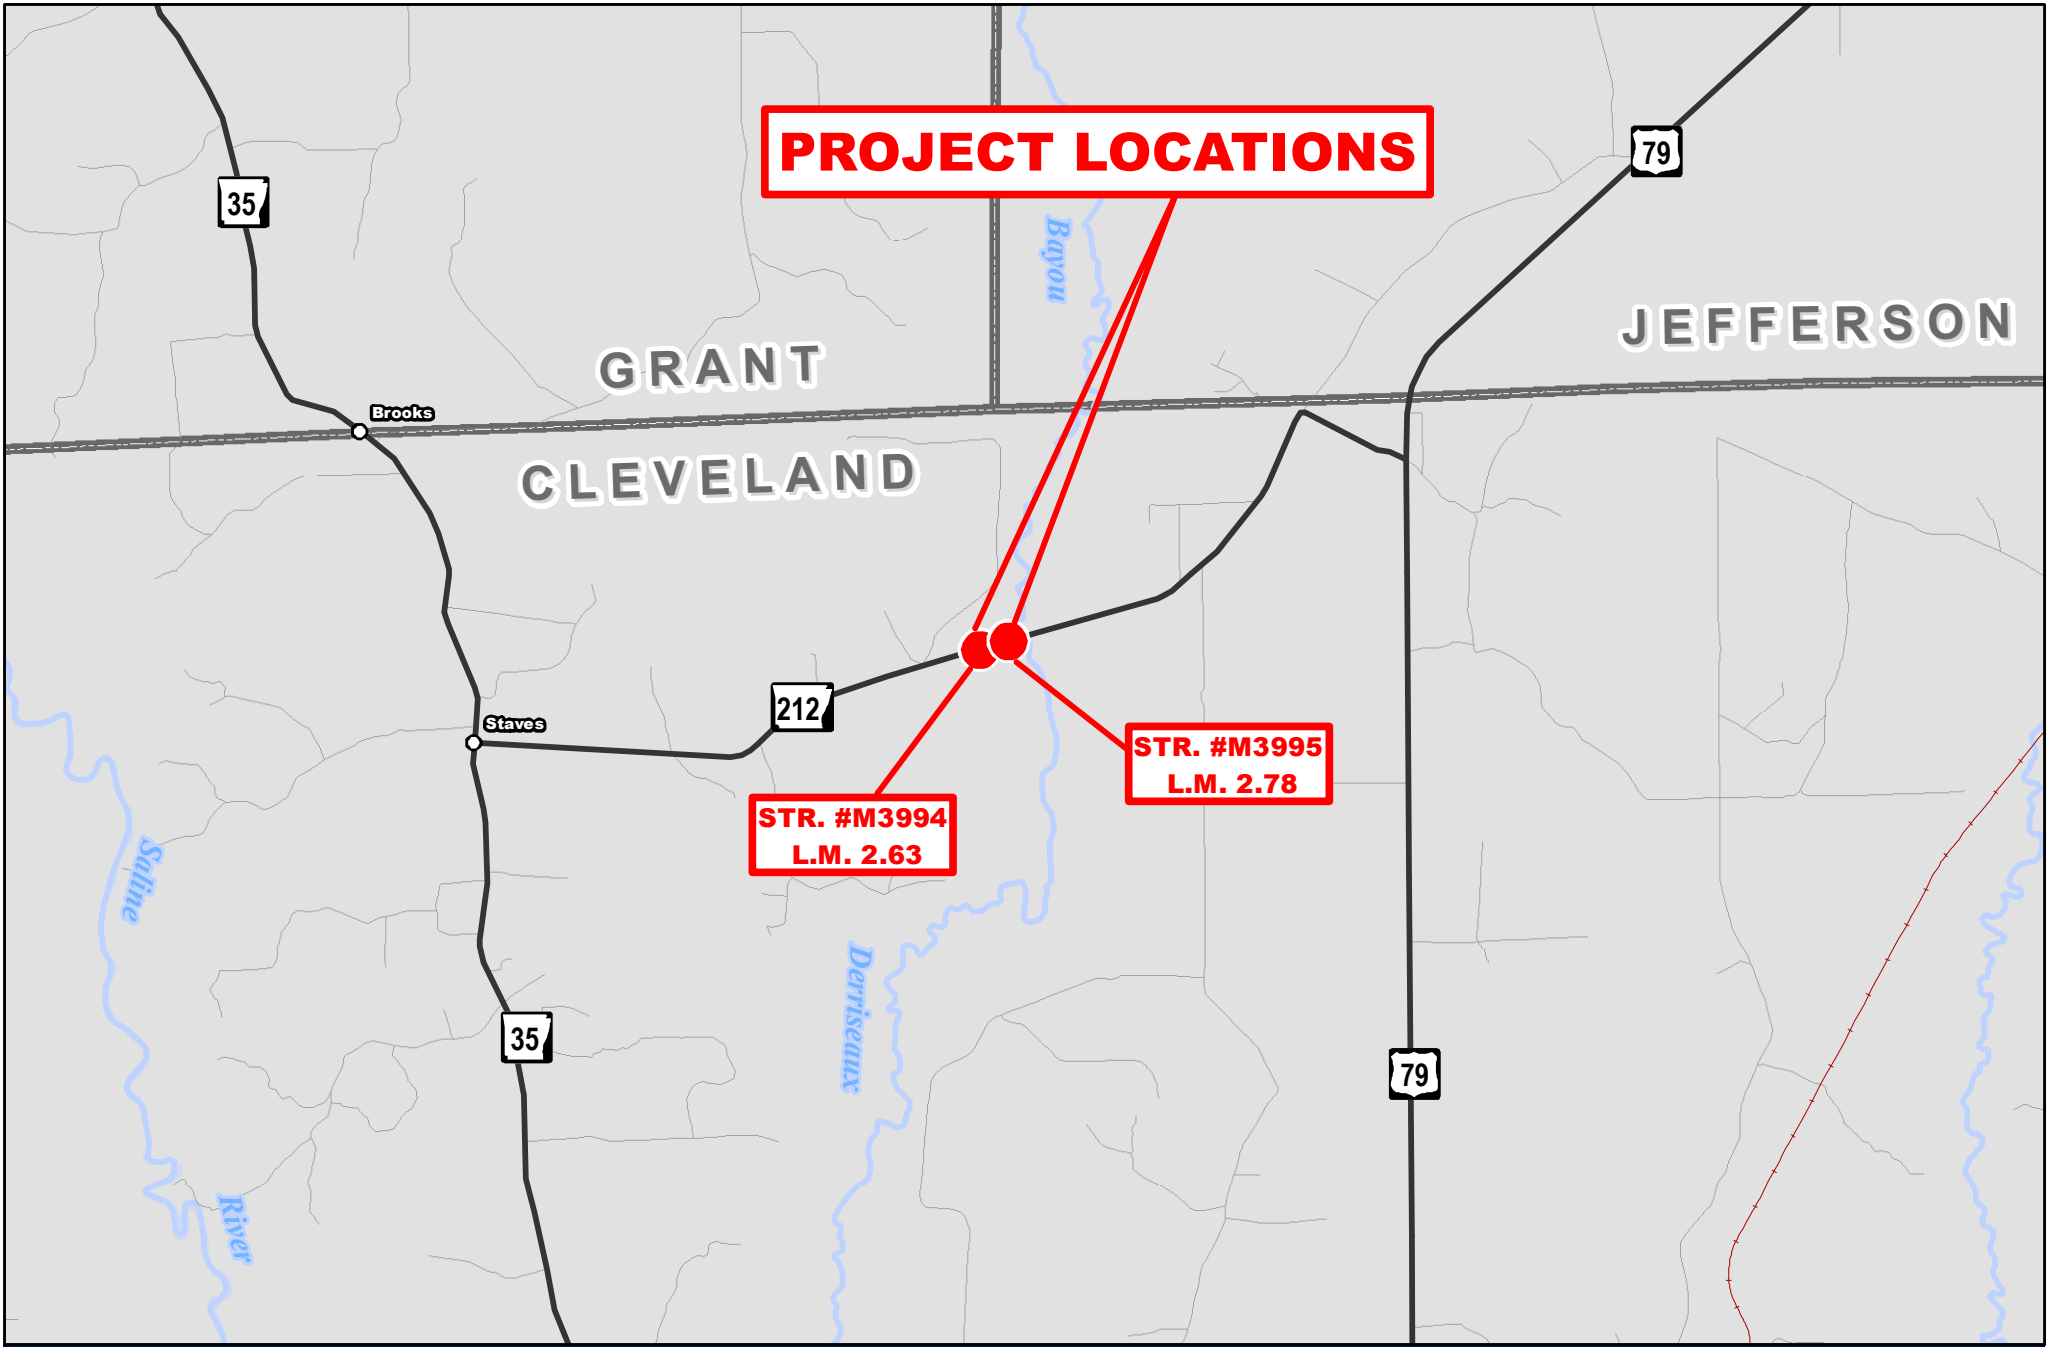 PROJECT LOCATIONS
79
35
Bayou
JEFFERSON
GRANT
Brooks
CLEVELAND
212
Staves
STR. #M3995
L.M. 2.78
STR. #M3994
L.M. 2.63
Saline
Derriseaux
35
79
River